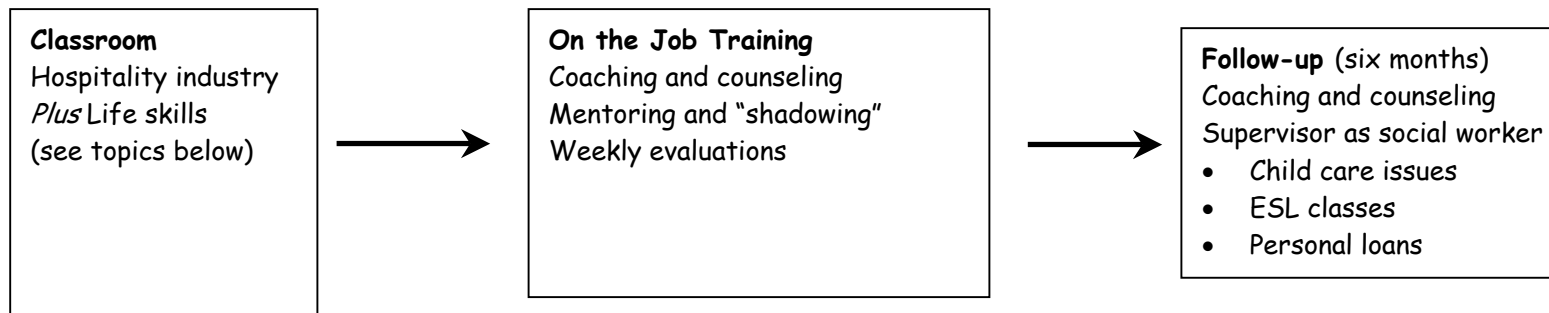 Classroom
Hospitality industry
Plus Life skills
(see topics below)
On the Job Training
Coaching and counseling
Mentoring and “shadowing”
Weekly evaluations
Follow-up (six months)
Coaching and counseling
Supervisor as social worker
• Child care issues
• ESL classes
• Personal loans